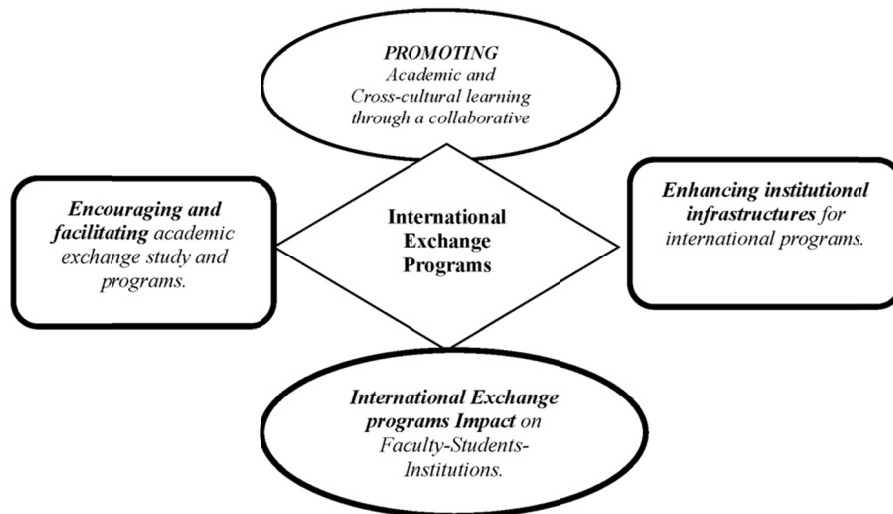 PROMOTING
Academic and
Cross-cultural learning
through a collaborative
Encouraging and
facilitating academic
exchange study and
programs.
International
Exchange
Programs
Enhancing institutional
infrastructures for
international programs.
International Exchange
programs Impact on
Faculty-Students-
Institutions.